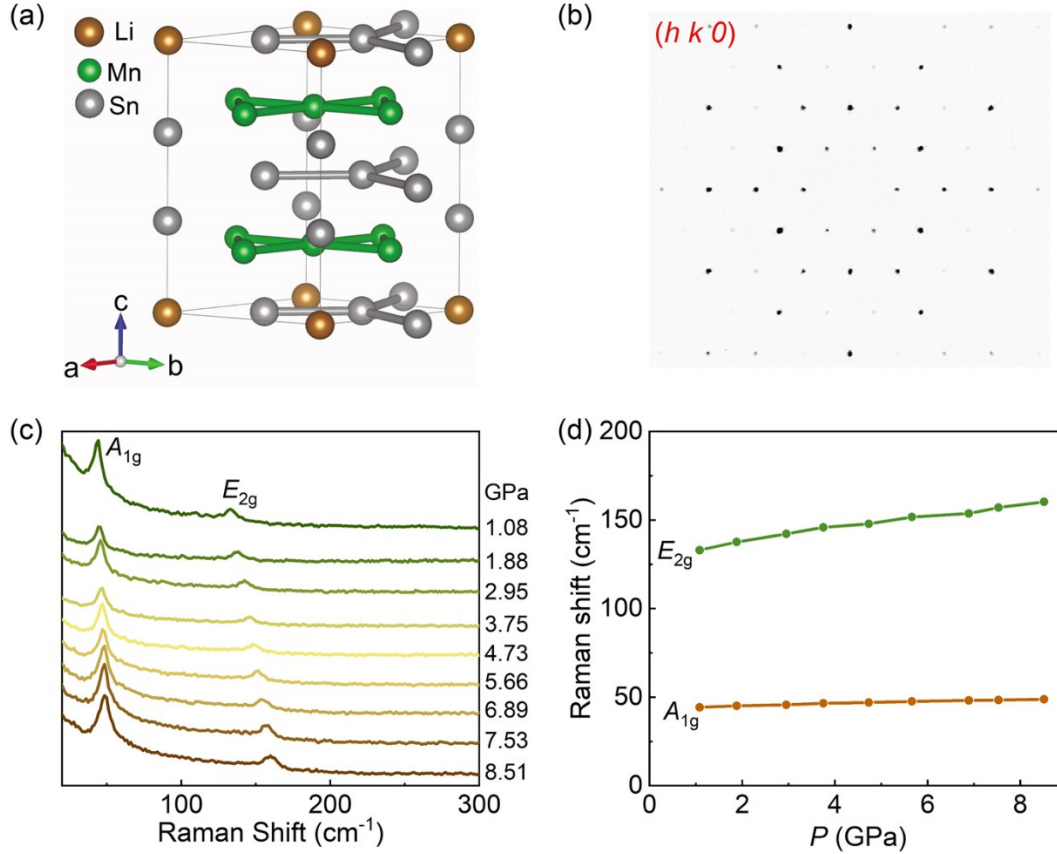 (a)
Li
Mn
Sn
c
a
b
(b)
(h k 0)
(c)
A1g
E2g
GPa
1.08
1.88
2.95
3.75
4.73
5.66
6.89
7.53
8.51
100
200
300
Raman Shift (cm-1)
(d)
200
150
100
50
0
Raman shift (cm-1)
E2g
A1g
0
2
4
6
8
P (GPa)